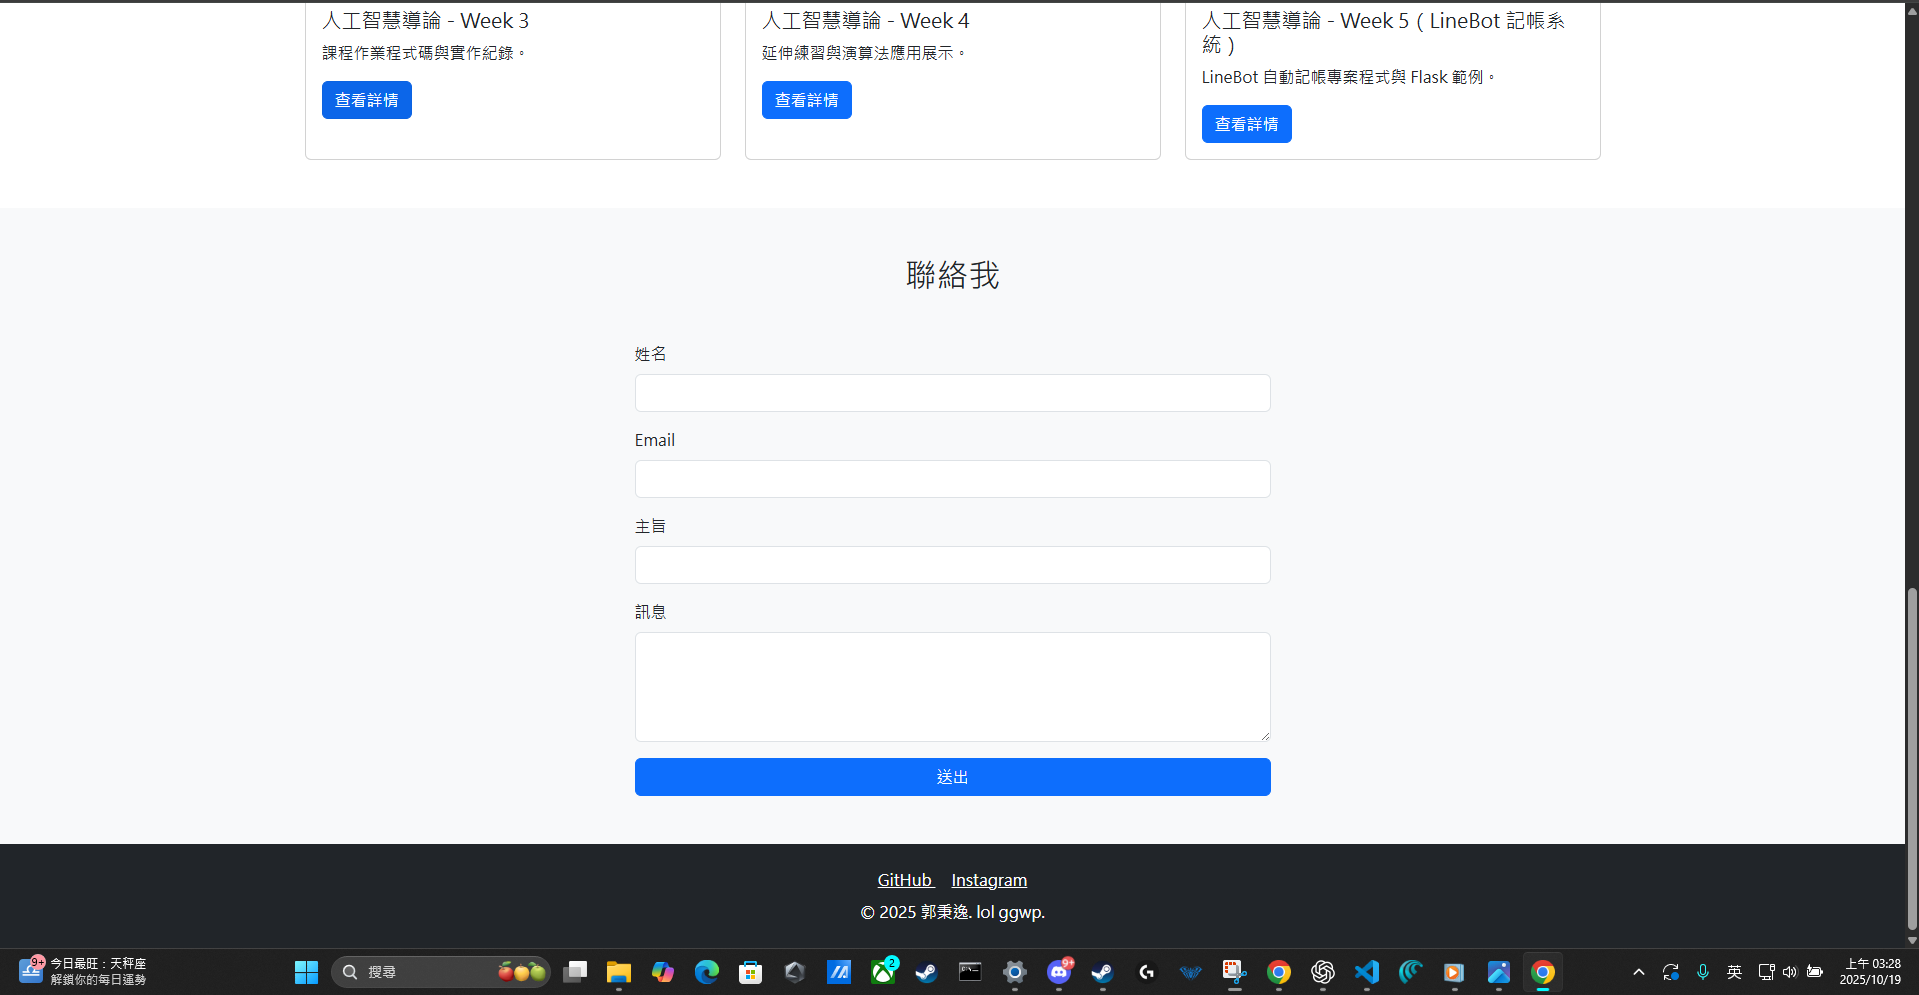 人工智慧導論 - Week 3
課程作業程式碼與實作紀錄。
查看詳情
人工智慧導論 - Week 4
延伸練習與演算法應用展示。
查看詳情
人工智慧導論 - Week 5（LineBot 記帳系
統）
LineBot 自動記帳專案程式與 Flask 範例。
查看詳情
聯絡我
姓名
Email
主旨
訊息
送出
GitHub Instagram
© 2025 郭秉逸. lol ggwp.
9+
今日最旺：天秤座
解鎖你的每日運勢
搜尋
2
9+
英
上午 03:28
2025/10/19